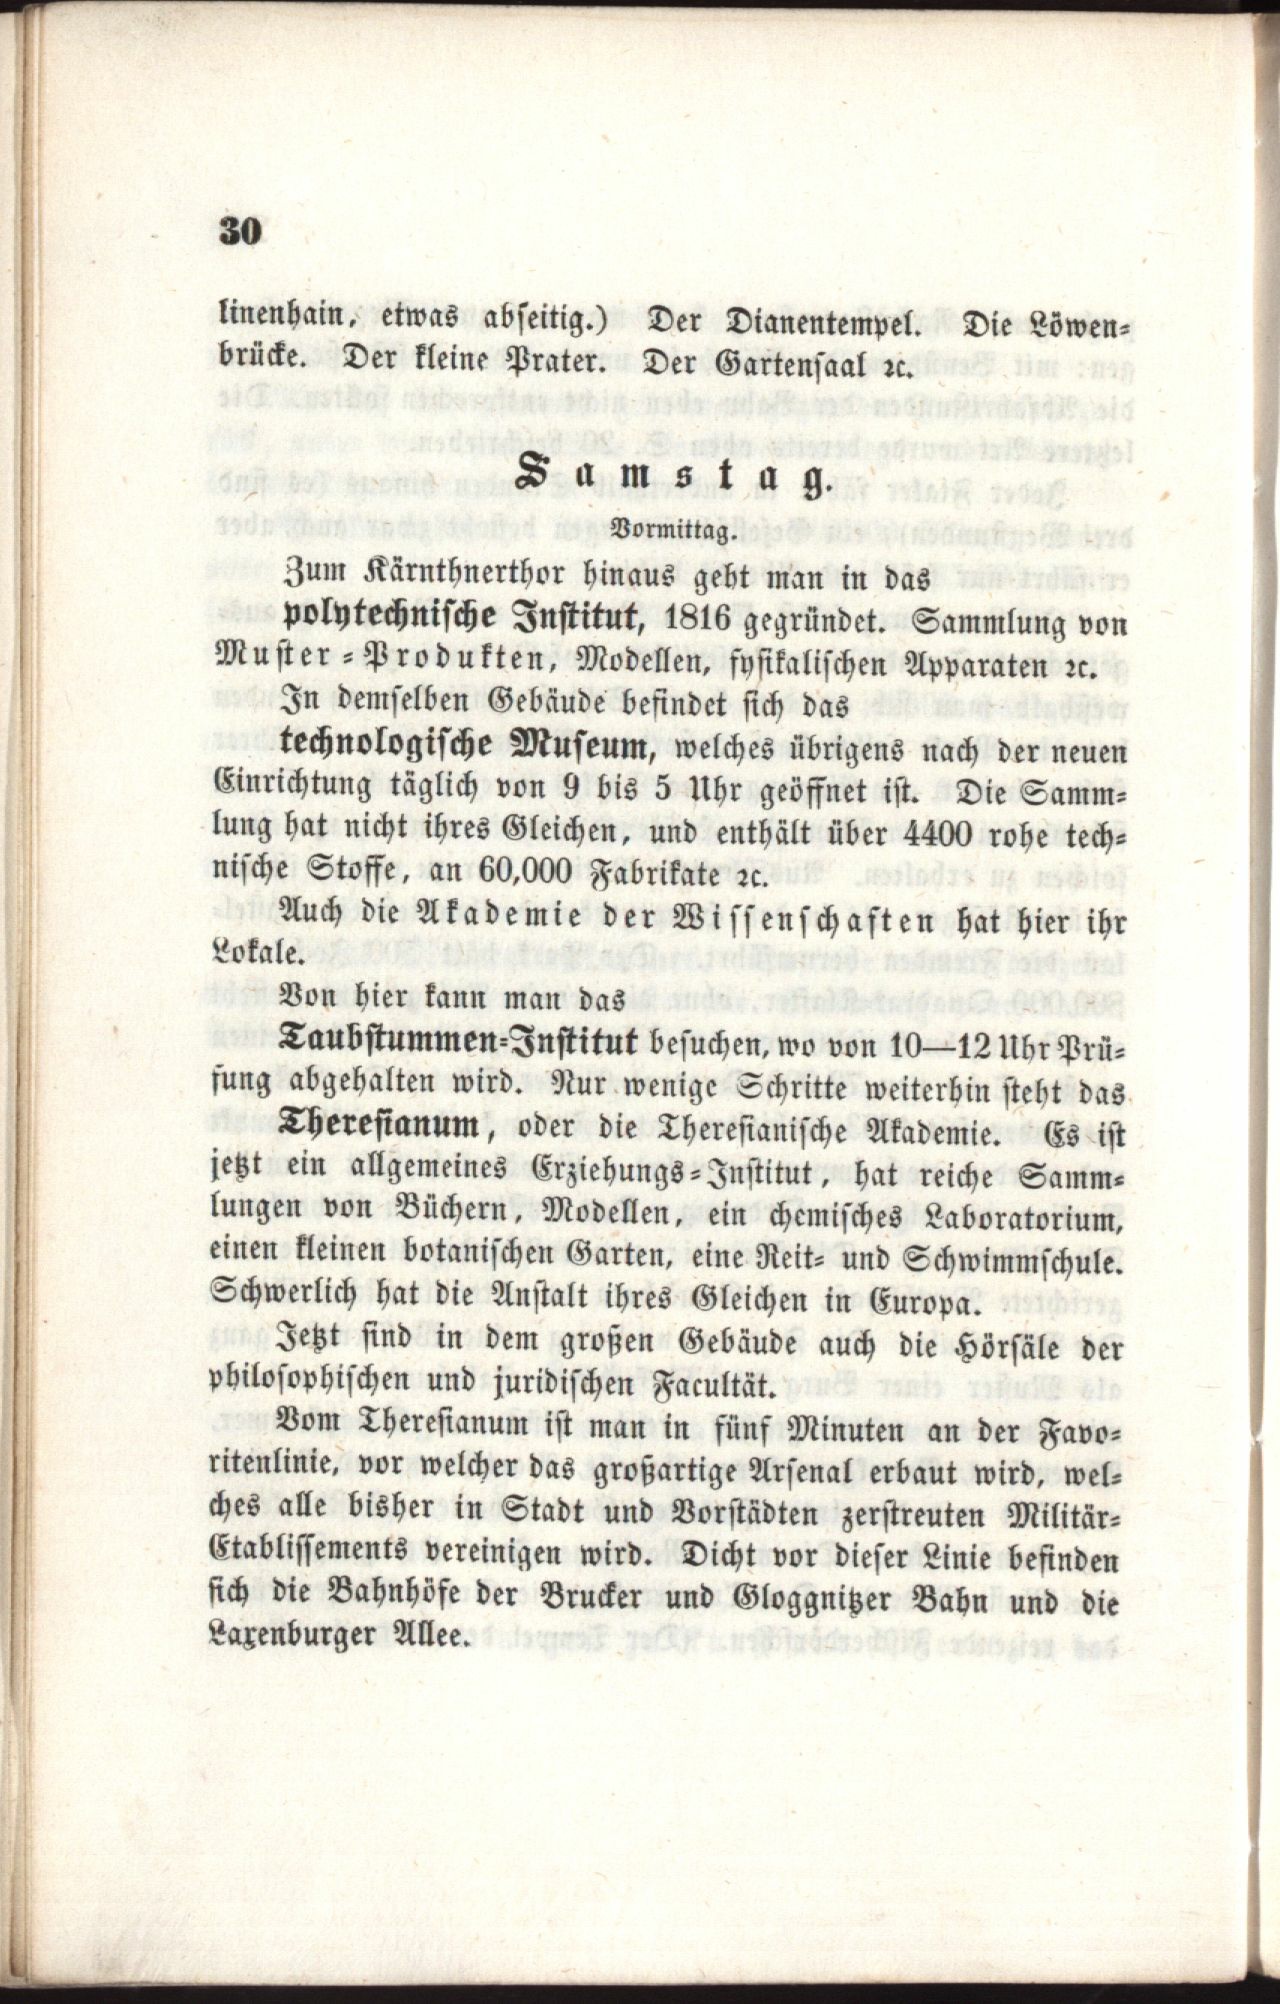 30
linenhain, etwas abseitig.) Der Dianentempel. Die Löwen-
brücke. Der kleine Prater. Der Gartensaal ꝛc.
Samstag.
Vormittag.
Zum Kärnthnerthor hinaus geht man in das
polytechnische Institut, 1816 gegründet. Sammlung von
Muster-Produkten, Modellen, fysikalischen Apparaten ꝛc.
In demselben Gebäude befindet sich das
technologische Museum, welches übrigens nach der neuen
Einrichtung täglich von 9 bis 5 Uhr geöffnet ist. Die Samm-
lung hat nicht ihres Gleichen, und enthält über 4400 rohe tech-
nische Stoffe, an 60,000 Fabrikate ꝛc.
Auch die Akademie der Wissenschaften hat hier ihr
Lokale.
Von hier kann man das
Taubstummen-Institut besuchen, wo von 10—12 Uhr Prü-
fung abgehalten wird. Nur wenige Schritte weiterhin steht das
Theresianum, oder die Theresianische Akademie. Es ist
jetzt ein allgemeines Erziehungs-Institut, hat reiche Samm-
lungen von Büchern, Modellen, ein chemisches Laboratorium,
einen kleinen botanischen Garten, eine Reit- und Schwimmschule.
Schwerlich hat die Anstalt ihres Gleichen in Europa.
Jetzt sind in dem großen Gebäude auch die Hörsäle der
philosophischen und juridischen Facultät.
Vom Theresianum ist man in fünf Minuten an der Favo-
ritenlinie, vor welcher das großartige Arsenal erbaut wird, wel-
ches alle bisher in Stadt und Vorstädten zerstreuten Militär-
Etablissements vereinigen wird. Dicht vor dieser Linie befinden
sich die Bahnhöfe der Brucker und Gloggnitzer Bahn und die
Laxenburger Allee.